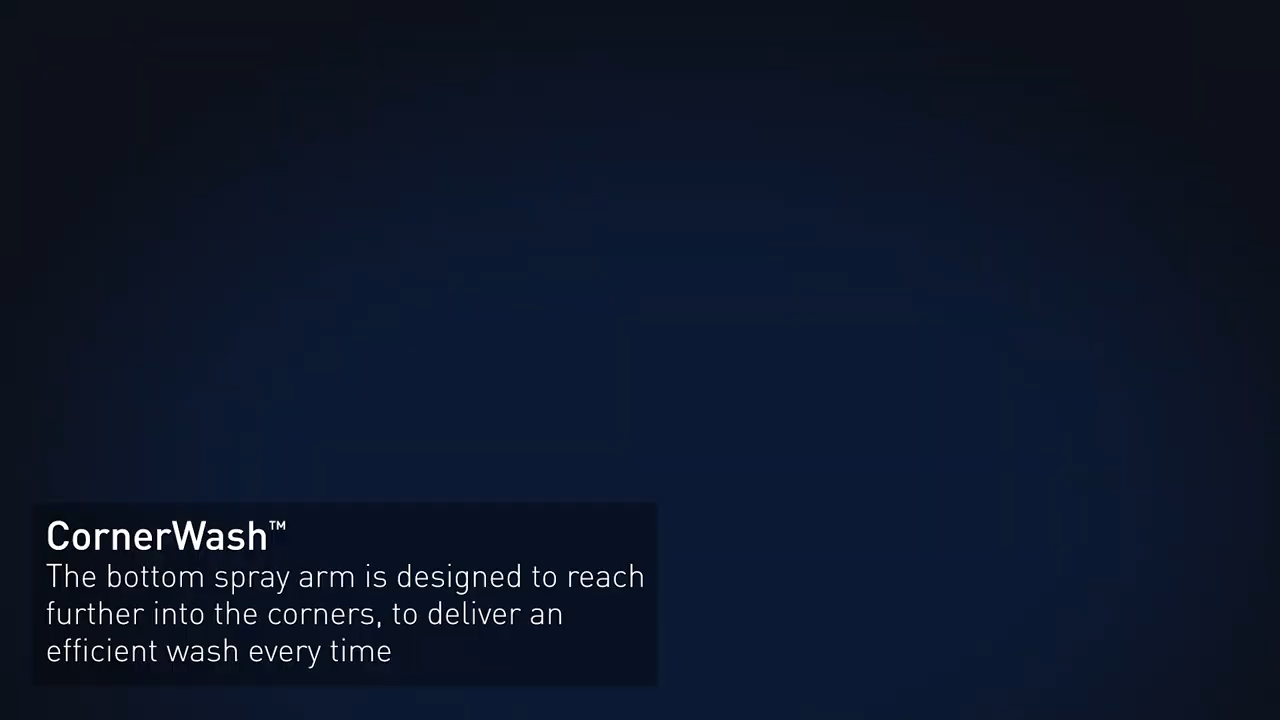 CornerWash™
The bottom spray arm is designed to reach
further into the corners, to deliver an
efficient wash every time